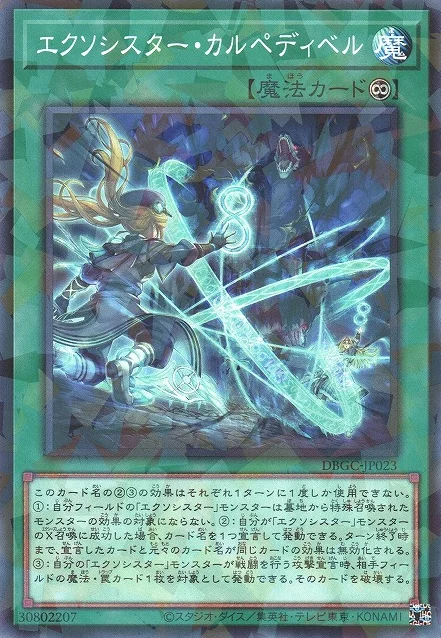 エクソシスター・カルペディベル
魔
【魔法カード∞】
DBGC-JP023
このカード名の②③の効果はそれぞれ1ターンに1度しか使用できない。
①:自分フィールドの「エクソシスター」モンスターは墓地から特殊召喚された
モンスターの効果の対象にならない。②:自分が「エクソシスター」モンスター
のX召喚に成功した場合、カード名を1つ宣言して発動できる。ターン終了時
まで、宣言したカードと元々のカード名が同じカードの効果は無効化される。
③:自分の「エクソシスター」モンスターが戦闘を行う攻撃宣言時、相手フィー
ルドの魔法・罠カード1枚を対象として発動できる。そのカードを破壊する。
30802207
©スタジオ・ダイス/集英社・テレビ東京・KONAMI